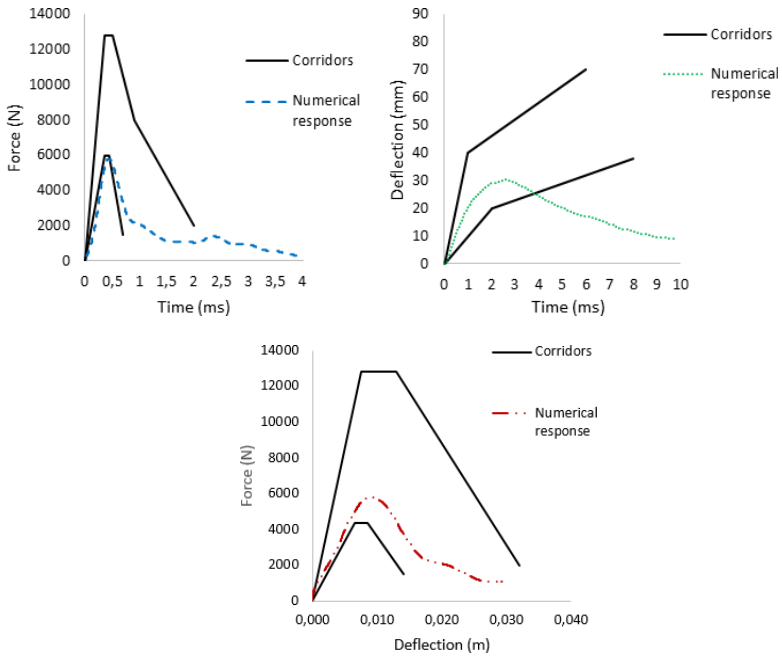 14000
12000
10000
8000
6000
4000
2000
0
Force (N)
0 0,5 1 1,5 2 2,5 3 3,5 4
Time (ms)
Corridors
Numerical
response
90
80
70
60
50
40
30
20
10
0
Deflection (mm)
0 1 2 3 4 5 6 7 8 9 10
Time (ms)
Corridors
Numerical
response
14000
12000
10000
8000
6000
4000
2000
0
Force (N)
0,000 0,010 0,020 0,030 0,040
Deflection (m)
Corridors
Numerical
response